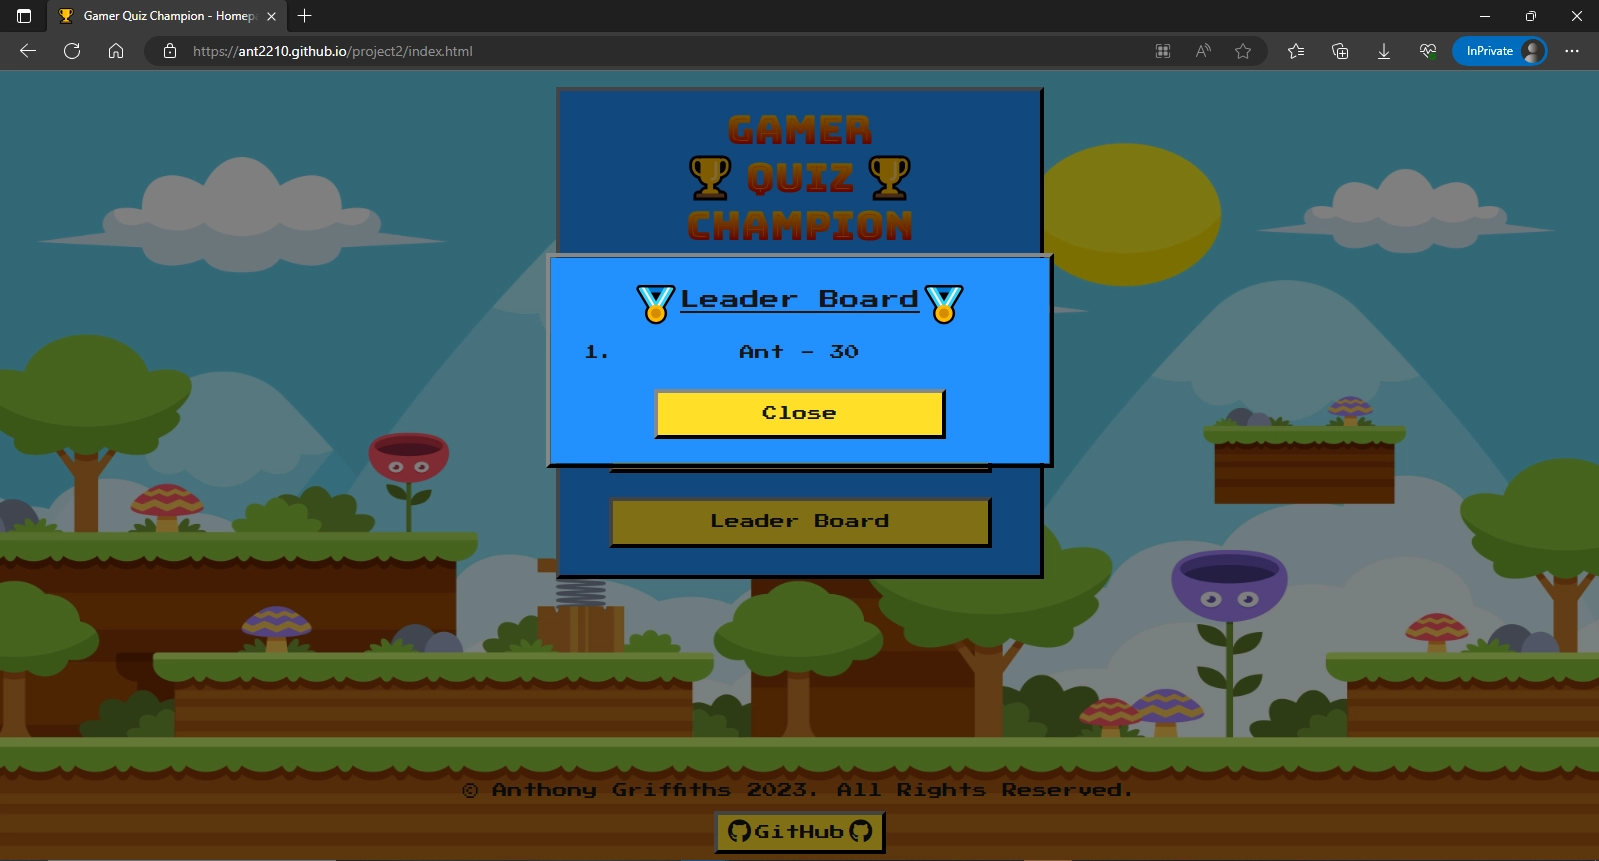 Gamer Quiz Champion - Homep
https://ant2210.github.io/project2/index.html
InPrivate
GAMER
QUIZ
CHAMPION
Leader Board
1. Ant - 30
Close
Leader Board
© Anthony Griffiths 2023. All Rights Reserved.
GitHub